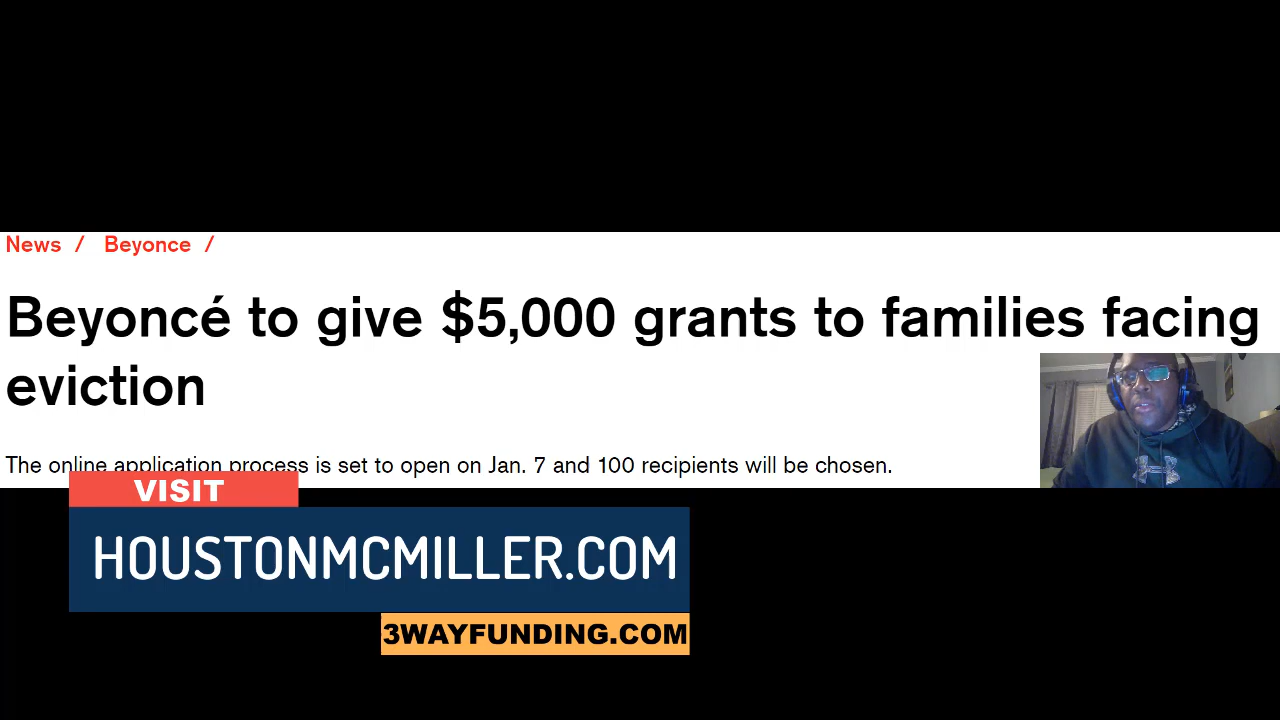 News / Beyonce /
Beyoncé to give $5,000 grants to families facing
eviction
The online application process is set to open on Jan. 7 and 100 recipients will be chosen.
VISIT
HOUSTONMCMILLER.COM
3WAYFUNDING.COM